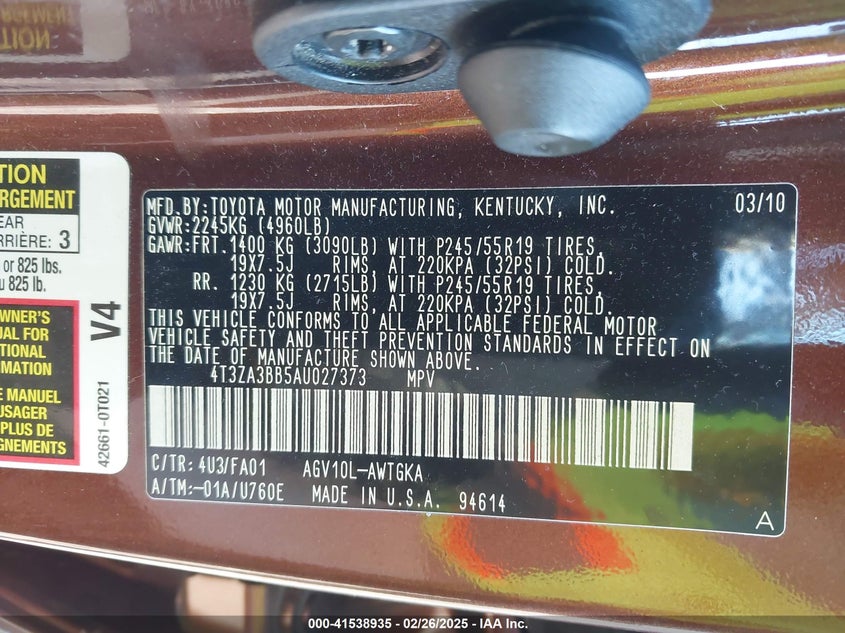 TION
RGEMENT
EAR
RRIÈRE: 3
or 825 lbs.
u 825 lb.
OWNER'S
UAL FOR
TIONAL
RMATION
E MANUEL
USAGER
PLUS DE
IGNEMENTS
V4
42661-0T021
MFD.BY:TOYOTA MOTOR MANUFACTURING, KENTUCKY, INC. 03/10
GVWR:2245KG (4960LB)
GAWR:FRT.1400 KG (3090LB) WITH P245/55R19 TIRES,
19X7.5J RIMS, AT 220KPA (32PSI) COLD.
RR. 1230 KG (2715LB) WITH P245/55R19 TIRES,
19X7.5J RIMS, AT 220KPA (32PSI) COLD.
THIS VEHICLE CONFORMS TO ALL APPLICABLE FEDERAL MOTOR
VEHICLE SAFETY AND THEFT PREVENTION STANDARDS IN EFFECT ON
THE DATE OF MANUFACTURE SHOWN ABOVE.
4T3ZA3BB5AU027373 MPV
C/TR: 4U3/FA01 AGV10L-AWTGKA
A/TM:-01A/U760E MADE IN U.S.A. 94614
A
000-41538935 - 02/26/2025 - IAA Inc.